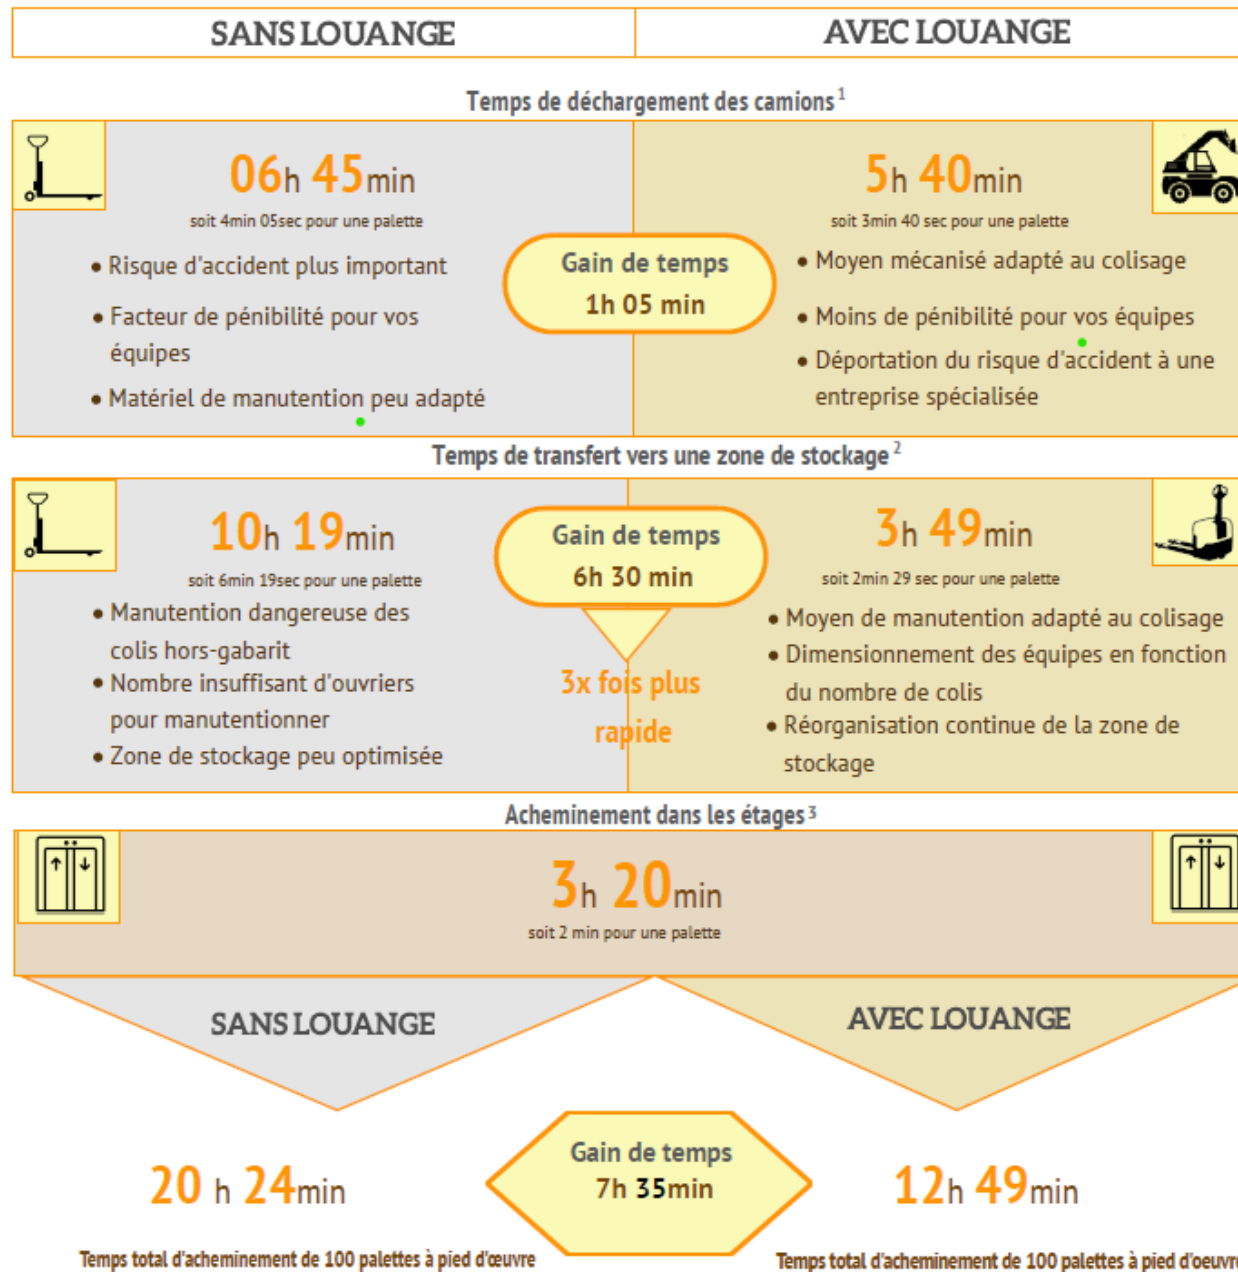 SANS LOUANGE
AVEC LOUANGE
Temps de déchargement des camions 1
06h 45min
soit 4min 05sec pour une palette
• Risque d'accident plus important
• Facteur de pénibilité pour vos
équipes
• Matériel de manutention peu adapté
Gain de temps
1h 05 min
5h 40min
soit 3min 40 sec pour une palette
• Moyen mécanisé adapté au colisage
• Moins de pénibilité pour vos équipes
• Déportation du risque d'accident à une
entreprise spécialisée
Temps de transfert vers une zone de stockage 2
10h 19min
soit 6min 19sec pour une palette
• Manutention dangereuse des
colis hors-gabarit
• Nombre insuffisant d'ouvriers
pour manutentionner
• Zone de stockage peu optimisée
Gain de temps
6h 30 min
3x fois plus
rapide
3h 49min
soit 2min 29 sec pour une palette
• Moyen de manutention adapté au colisage
• Dimensionnement des équipes en fonction
du nombre de colis
• Réorganisation continue de la zone de
stockage
Acheminement dans les étages 3
3h 20min
soit 2 min pour une palette
SANS LOUANGE
AVEC LOUANGE
20 h 24min
Gain de temps
7h 35min
12h 49min
Temps total d'acheminement de 100 palettes à pied d'œuvre
Temps total d'acheminement de 100 palettes à pied d'oeuvre